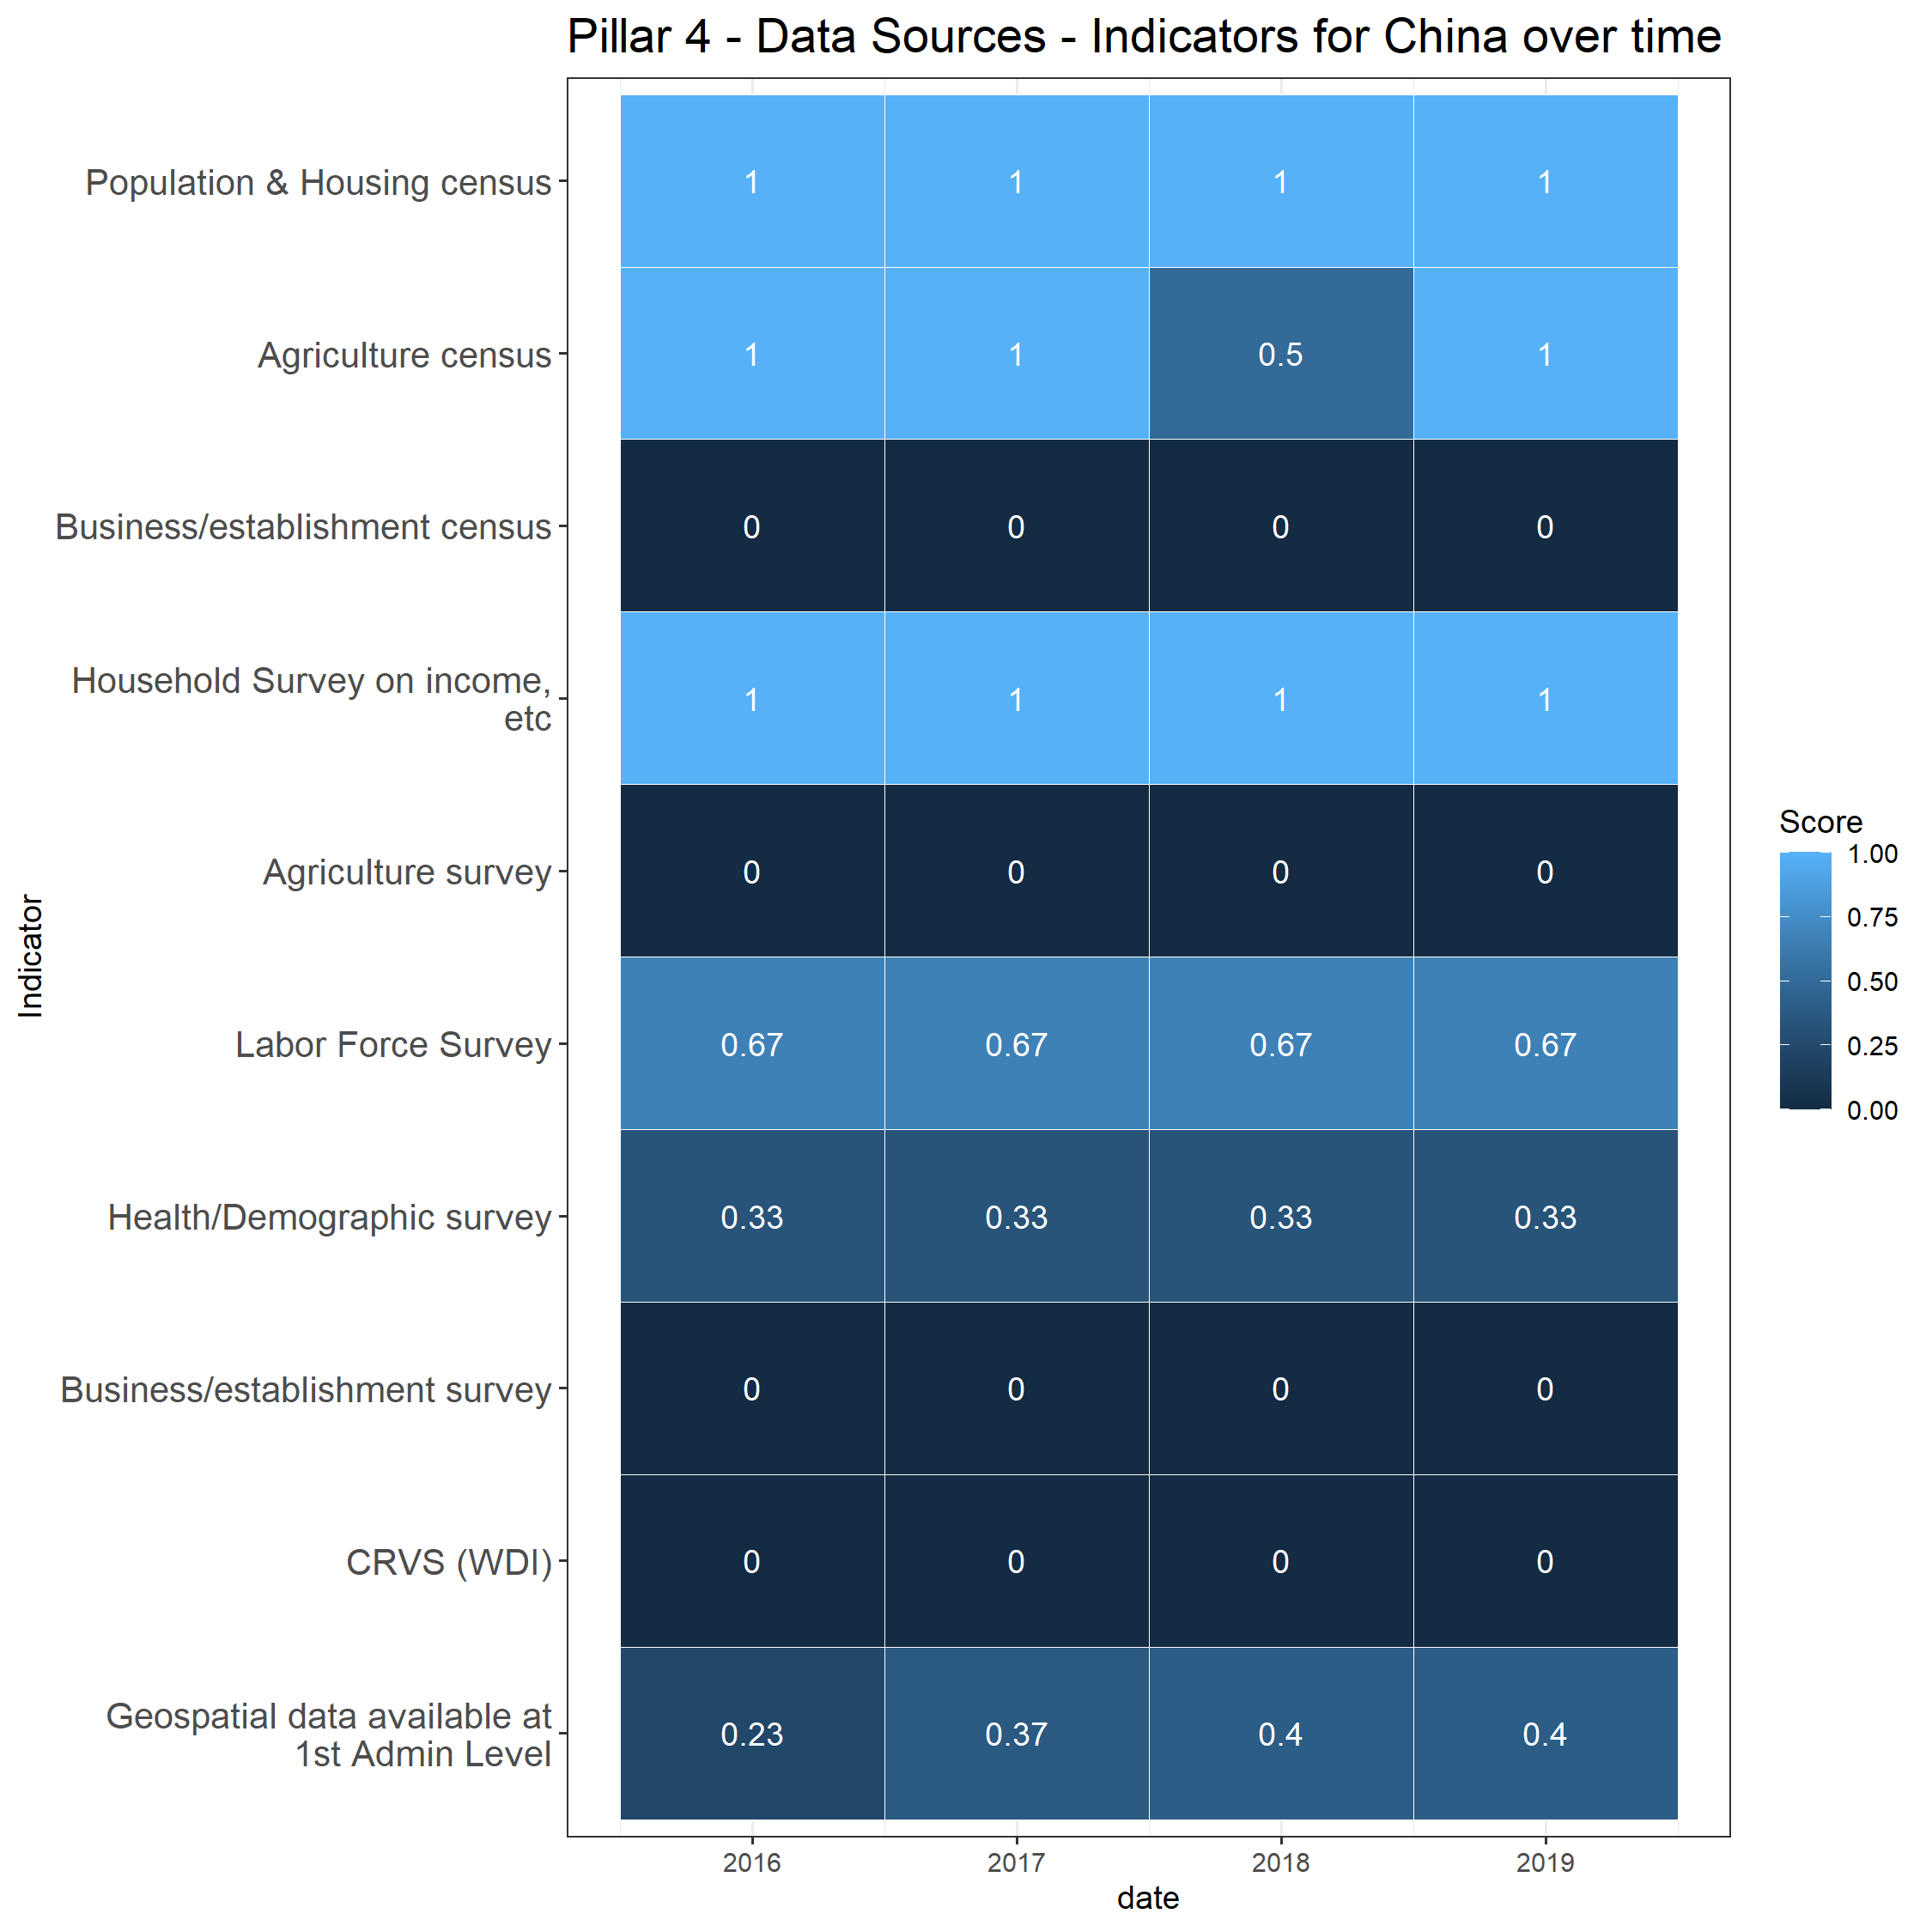 Pillar 4 - Data Sources - Indicators for China over time
Population & Housing census
1 1 1 1
Agriculture census
1 1 0.5 1
Business/establishment census
0 0 0 0
Household Survey on income,
etc
1 1 1 1
Agriculture survey
0 0 0 0
Labor Force Survey
0.67 0.67 0.67 0.67
Health/Demographic survey
0.33 0.33 0.33 0.33
Business/establishment survey
0 0 0 0
CRVS (WDI)
0 0 0 0
Geospatial data available at
1st Admin Level
0.23 0.37 0.4 0.4
2016 2017 2018 2019
date
Indicator
Score
1.00
0.75
0.50
0.25
0.00